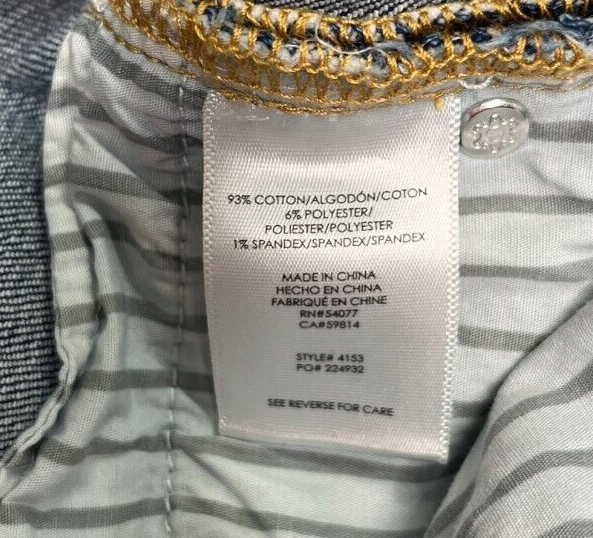 93% COTTON/ALGODÓN/COTON
6% POLYESTER/
POLIESTER/POLYESTER
1% SPANDEX/SPANDEX/SPANDEX
MADE IN CHINA
HECHO EN CHINA
FABRIQUÉ EN CHINE
RN#54077
CA#59814
STYLE# 4153
PO# 224932
SEE REVERSE FOR CARE